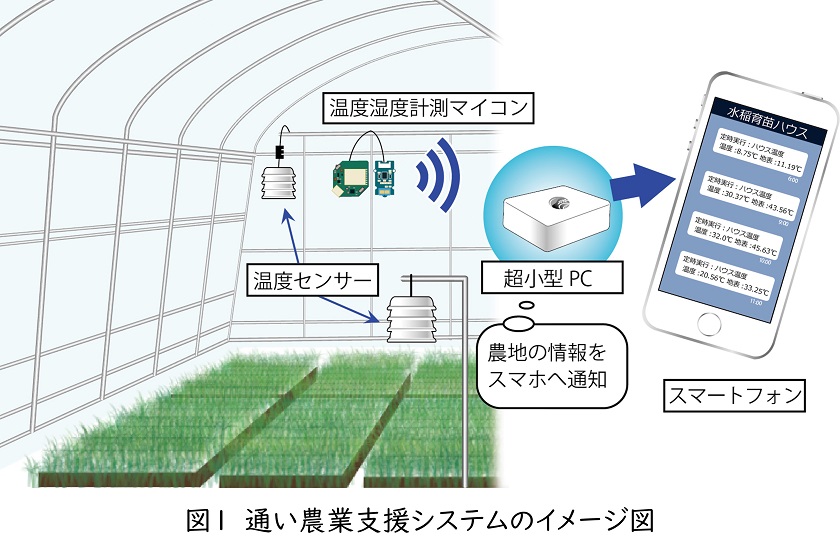 温度湿度計測マイコン
温度センサー
超小型 PC
農地の情報を
スマホへ通知
水稲育苗ハウス
定時実行：ハウス温度
温度：8.75℃ 地表：11.19℃
6:00
定時実行：ハウス温度
温度：30.37℃ 地表：43.56℃
9:00
定時実行：ハウス温度
温度：32.0℃ 地表：45.63℃
定時実行：ハウス温度
温度：20.56℃ 地表：33.25℃
17:00
スマートフォン
図1 通い農業支援システムのイメージ図